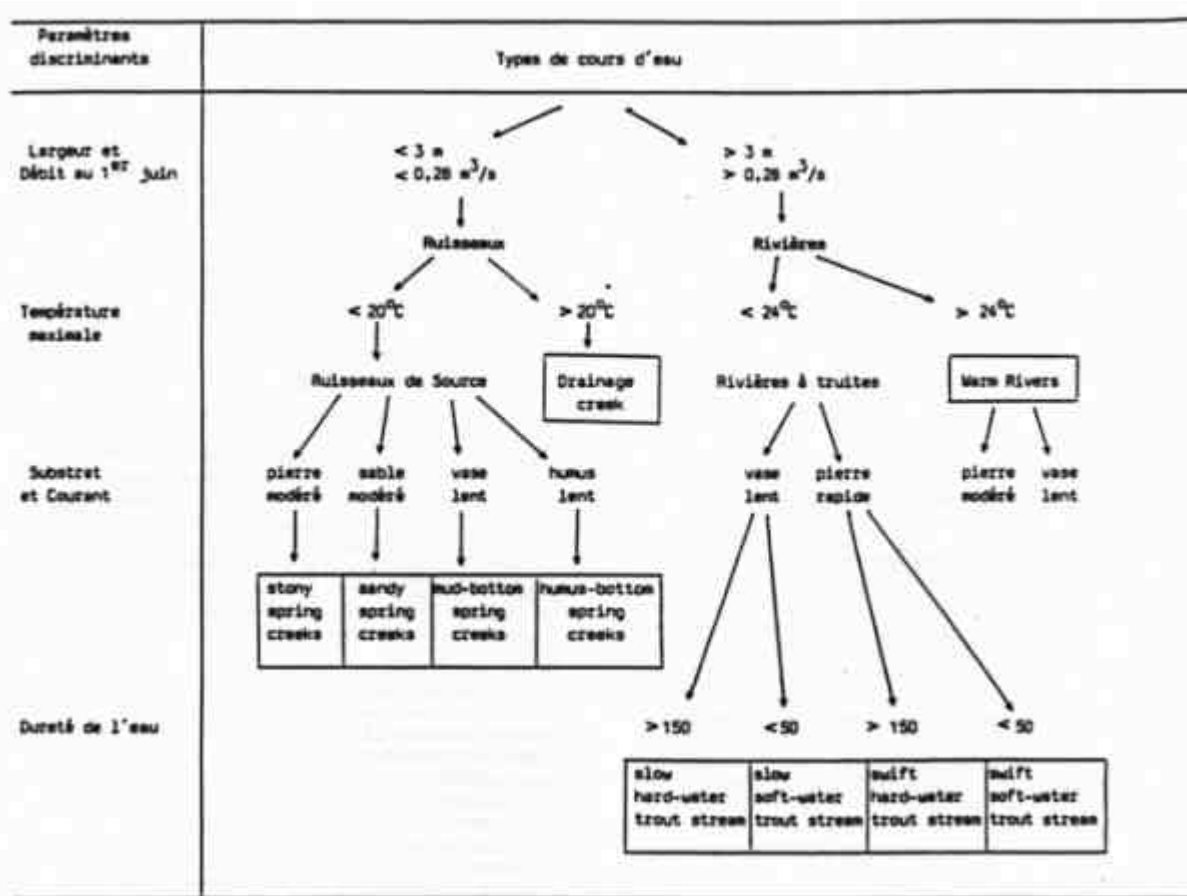 Paramètres
discriminants
Types de cours d'eau
Largeur et
Débit au 1er juin
< 3 m
< 0,28 m³/s
> 3 m
> 0,28 m³/s
Ruisseaux
Rivières
Température
maximale
< 20°C
> 20°C
< 24°C
> 24°C
Ruisseaux de Source
Drainage
creek
Rivières à truites
Warm Rivers
Substrat
et Courant
pierre
modéré
sable
modéré
vase
lent
humus
lent
vase
lent
pierre
rapide
pierre
modéré
vase
lent
stony
spring
creeks
sandy
spring
creeks
mud-bottom
spring
creeks
humus-bottom
spring
creeks
Dureté de l'eau
> 150
< 50
> 150
< 50
slow
hard-water
trout stream
slow
soft-water
trout stream
swift
hard-water
trout stream
swift
soft-water
trout stream